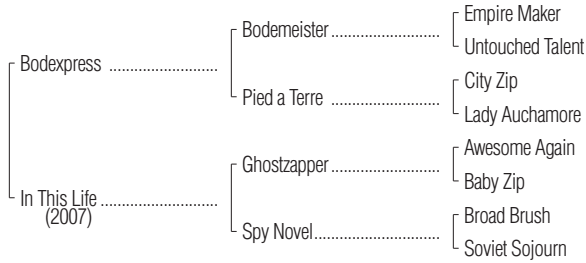 Empire Maker
Bodemeister
Untouched Talent
Bodexpress
City Zip
Pied a Terre
Lady Auchamore
Awesome Again
Ghostzapper
Baby Zip
In This Life
(2007)
Broad Brush
Spy Novel
Soviet Sojourn